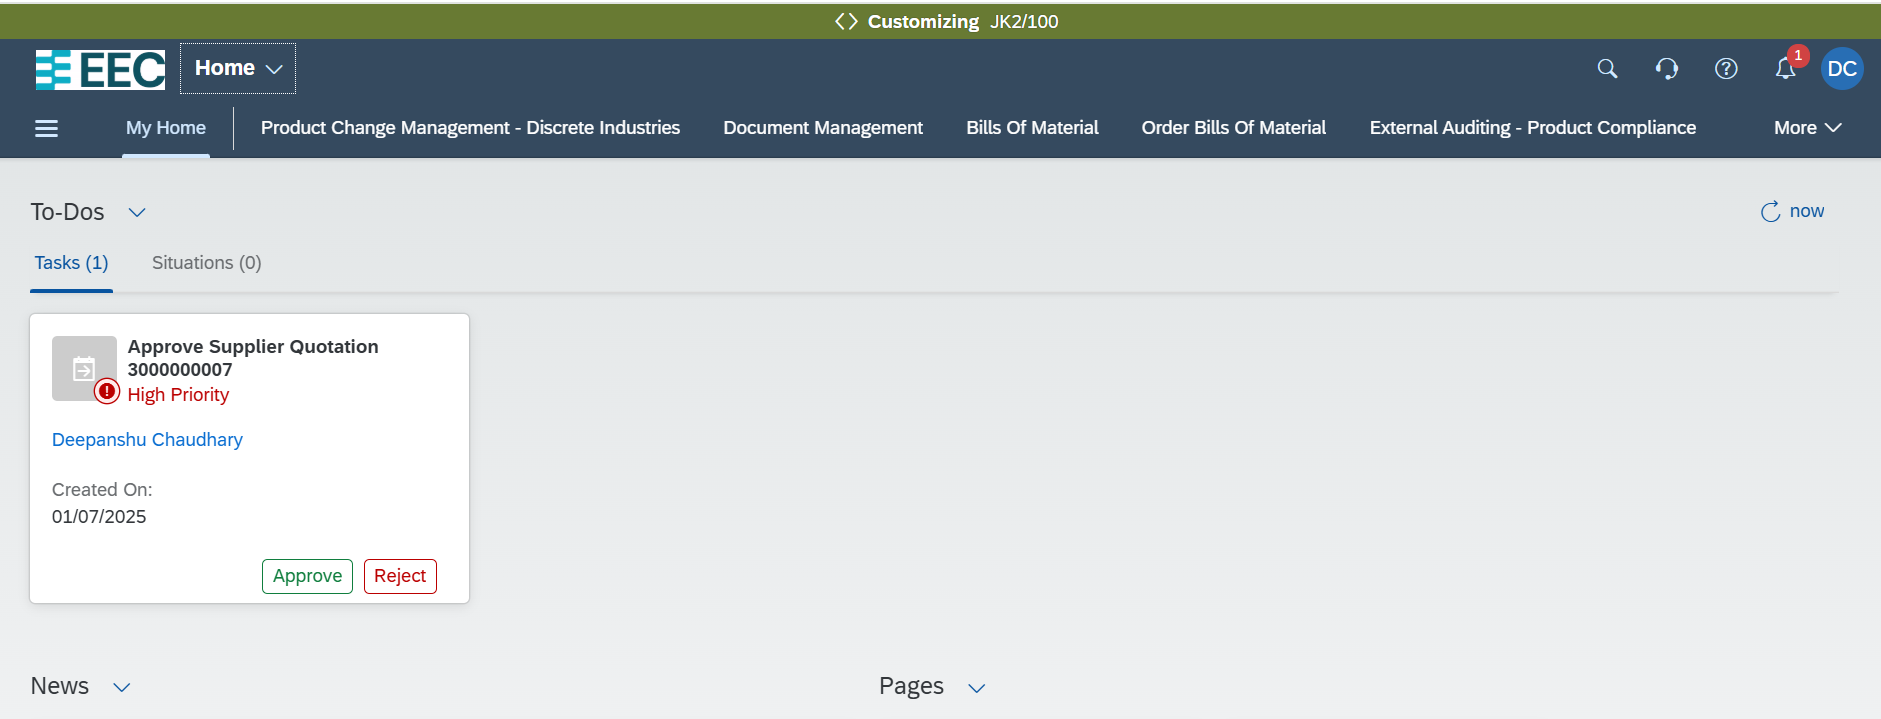 Customizing JK2/100
EEC Home
1
DC
My Home Product Change Management - Discrete Industries Document Management Bills Of Material Order Bills Of Material External Auditing - Product Compliance More
To-Dos now
Tasks (1) Situations (0)
Approve Supplier Quotation
3000000007
High Priority
Deepanshu Chaudhary
Created On:
01/07/2025
Approve Reject
News Pages